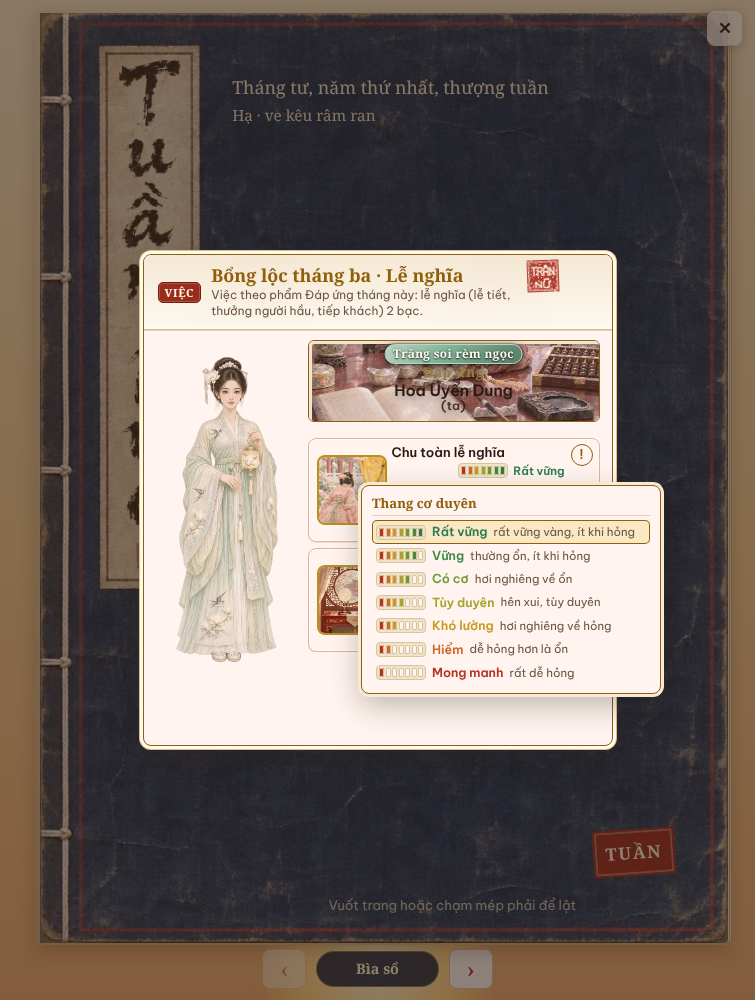 ×
Tuầ
Tháng tư, năm thứ nhất, thượng tuần
Hạ · ve kêu râm ran
VIỆC
Bổng lộc tháng ba · Lễ nghĩa
Việc theo phẩm Đáp ứng tháng này: lễ nghĩa (lễ tiết,
thưởng người hầu, tiếp khách) 2 bạc.
TRÂN
NỮ
Trăng soi rèm ngọc
Đáp ứng
Hoa Uyển Dung
(ta)
Chu toàn lễ nghĩa
!
Rất vững
Thang cơ duyên
Rất vững rất vững vàng, ít khi hỏng
Vững thường ổn, ít khi hỏng
Có cơ hơi nghiêng về ổn
Tùy duyên hên xui, tùy duyên
Khó lường hơi nghiêng về hỏng
Hiểm dễ hỏng hơn là ổn
Mong manh rất dễ hỏng
TUẦN
Vuốt trang hoặc chạm mép phải để lật
‹
Bìa sổ
›